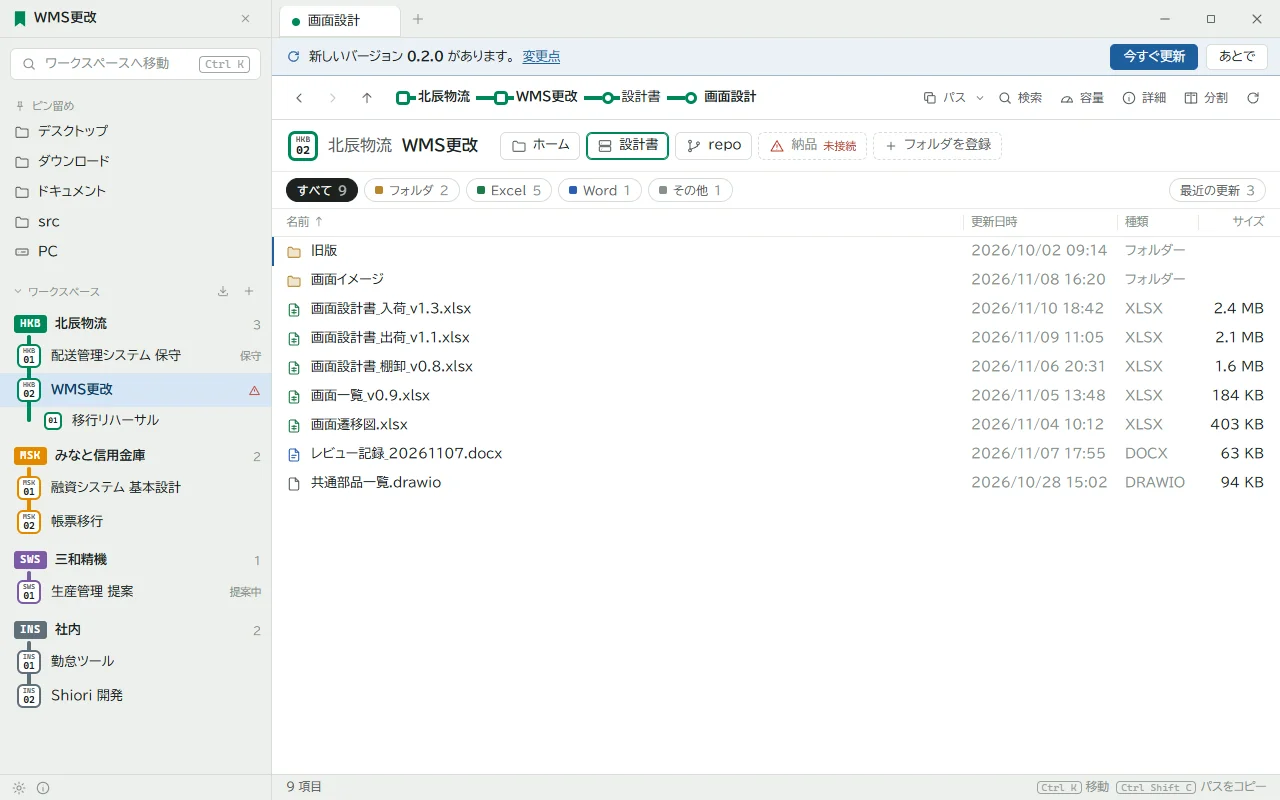 WMS更改
ワークスペースへ移動 Ctrl K
ピン留め
デスクトップ
ダウンロード
ドキュメント
src
PC
ワークスペース
HKB 北辰物流 3
HKB 01 配送管理システム 保守 保守
HKB 02 WMS更改
01 移行リハーサル
MSK みなと信用金庫 2
MSK 01 融資システム 基本設計
MSK 02 帳票移行
SWS 三和精機 1
SWS 01 生産管理 提案 提案中
INS 社内 2
INS 01 勤怠ツール
INS 02 Shiori 開発
画面設計
新しいバージョン 0.2.0 があります。 変更点 今すぐ更新 あとで
北辰物流 WMS更改 設計書 画面設計 パス 検索 容量 詳細 分割
HKB 02 北辰物流 WMS更改 ホーム 設計書 repo 納品 未接続 フォルダを登録
すべて 9 フォルダ 2 Excel 5 Word 1 その他 1 最近の更新 3
名前 ↑ 更新日時 種類 サイズ
旧版 2026/10/02 09:14 フォルダー
画面イメージ 2026/11/08 16:20 フォルダー
画面設計書_入荷_v1.3.xlsx 2026/11/10 18:42 XLSX 2.4 MB
画面設計書_出荷_v1.1.xlsx 2026/11/09 11:05 XLSX 2.1 MB
画面設計書_棚卸_v0.8.xlsx 2026/11/06 20:31 XLSX 1.6 MB
画面一覧_v0.9.xlsx 2026/11/05 13:48 XLSX 184 KB
画面遷移図.xlsx 2026/11/04 10:12 XLSX 403 KB
レビュー記録_20261107.docx 2026/11/07 17:55 DOCX 63 KB
共通部品一覧.drawio 2026/10/28 15:02 DRAWIO 94 KB
9 項目 Ctrl K 移動 Ctrl Shift C パスをコピー